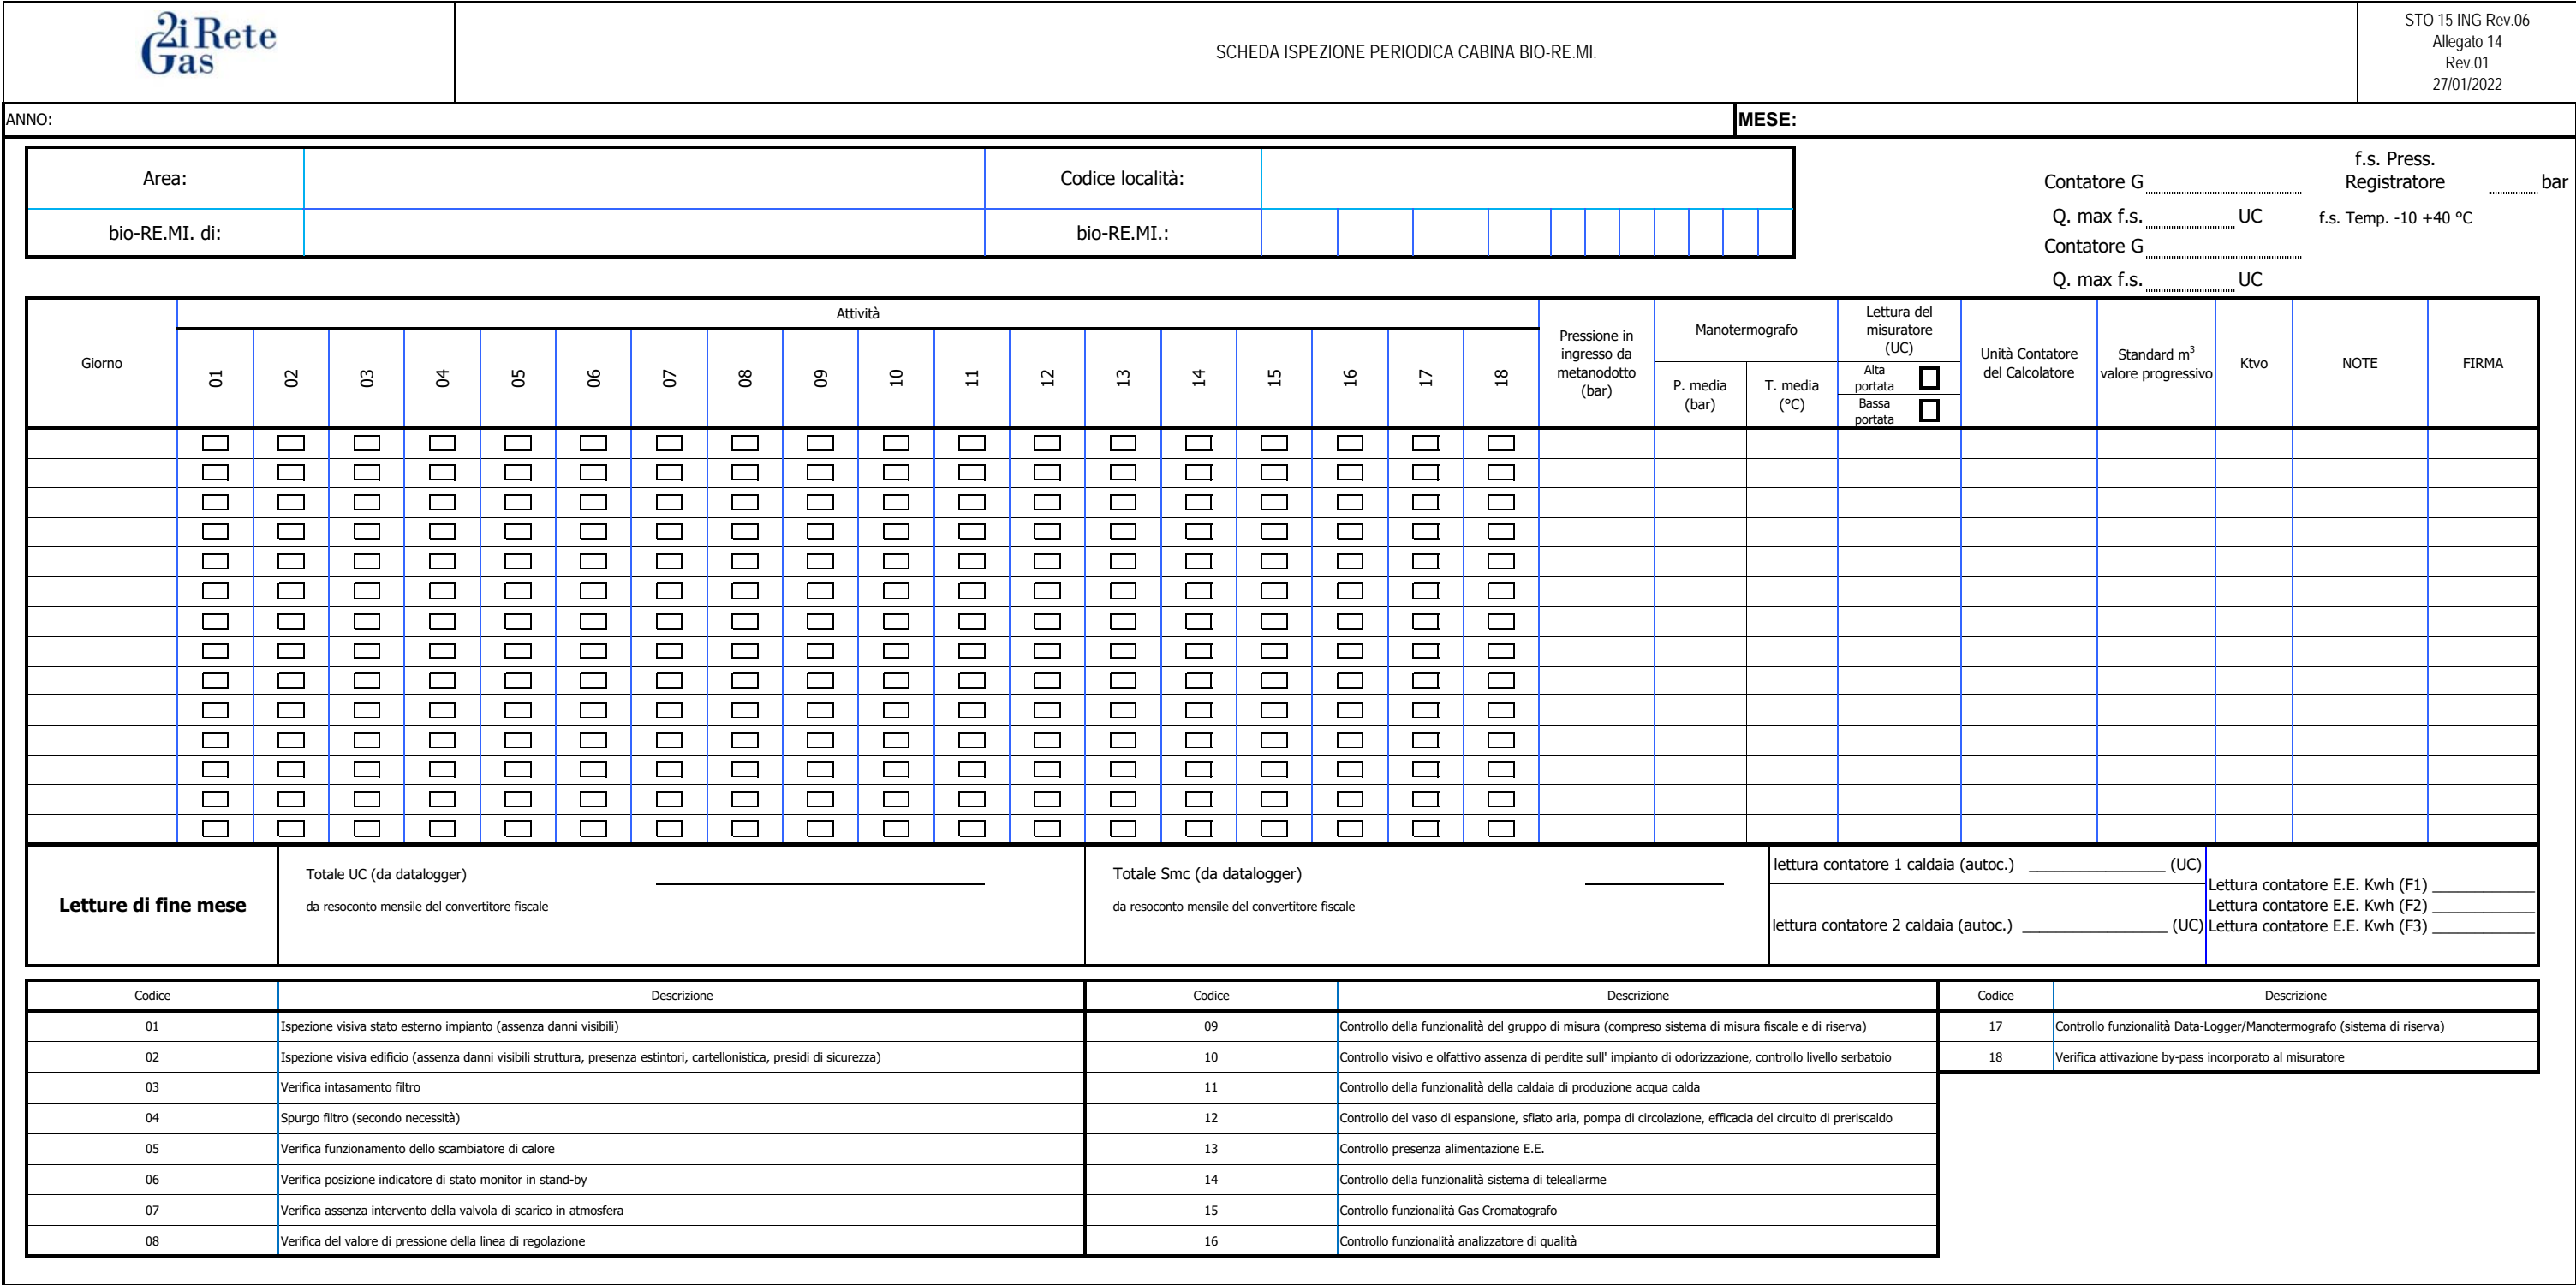 2i Rete
Gas
SCHEDA ISPEZIONE PERIODICA CABINA BIO-RE.MI.
STO 15 ING Rev.06
Allegato 14
Rev.01
27/01/2022
ANNO:
MESE:
Area:
Codice località:
bio-RE.MI. di:
bio-RE.MI.:
f.s. Press.
Contatore G Registratore bar
Q. max f.s. UC f.s. Temp. -10 +40 °C
Contatore G
Q. max f.s. UC
Giorno
Attività
01 02 03 04 05 06 07 08 09 10 11 12 13 14 15 16 17 18
Pressione in
ingresso da
metanodotto
(bar)
Manotermografo
P. media
(bar)
T. media
(°C)
Lettura del
misuratore
(UC)
Alta
portata
Bassa
portata
Unità Contatore
del Calcolatore
Standard m³
valore progressivo
Ktvo
NOTE
FIRMA
Letture di fine mese
Totale UC (da datalogger)
da resoconto mensile del convertitore fiscale
Totale Smc (da datalogger)
da resoconto mensile del convertitore fiscale
lettura contatore 1 caldaia (autoc.) ________________ (UC)
lettura contatore 2 caldaia (autoc.) _________________ (UC)
Lettura contatore E.E. Kwh (F1) ____________
Lettura contatore E.E. Kwh (F2) ____________
Lettura contatore E.E. Kwh (F3) ____________
Codice Descrizione
01 Ispezione visiva stato esterno impianto (assenza danni visibili)
02 Ispezione visiva edificio (assenza danni visibili struttura, presenza estintori, cartellonistica, presidi di sicurezza)
03 Verifica intasamento filtro
04 Spurgo filtro (secondo necessità)
05 Verifica funzionamento dello scambiatore di calore
06 Verifica posizione indicatore di stato monitor in stand-by
07 Verifica assenza intervento della valvola di scarico in atmosfera
08 Verifica del valore di pressione della linea di regolazione
Codice Descrizione
09 Controllo della funzionalità del gruppo di misura (compreso sistema di misura fiscale e di riserva)
10 Controllo visivo e olfattivo assenza di perdite sull' impianto di odorizzazione, controllo livello serbatoio
11 Controllo della funzionalità della caldaia di produzione acqua calda
12 Controllo del vaso di espansione, sfiato aria, pompa di circolazione, efficacia del circuito di preriscaldo
13 Controllo presenza alimentazione E.E.
14 Controllo della funzionalità sistema di teleallarme
15 Controllo funzionalità Gas Cromatografo
16 Controllo funzionalità analizzatore di qualità
Codice Descrizione
17 Controllo funzionalità Data-Logger/Manotermografo (sistema di riserva)
18 Verifica attivazione by-pass incorporato al misuratore